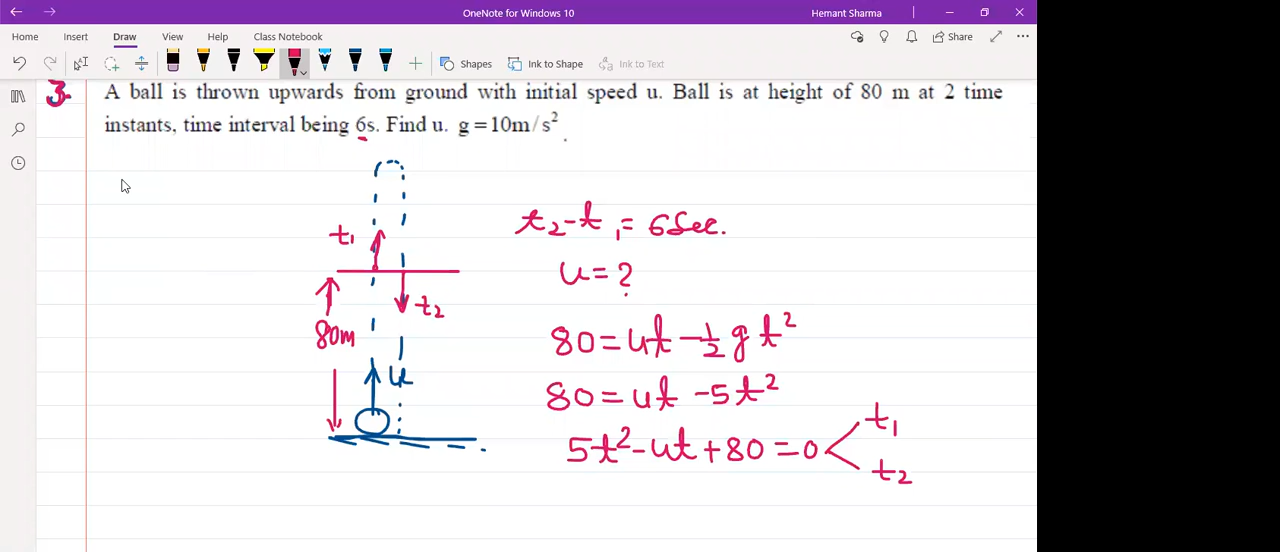 OneNote for Windows 10
Hemant Sharma
Home Insert Draw View Help Class Notebook
Share
Shapes Ink to Shape Ink to Text
3. A ball is thrown upwards from ground with initial speed u. Ball is at height of 80 m at 2 time
instants, time interval being 6s. Find u. g = 10m/s²
t₁
t₂
80m
u
t₂-t₁ = 6 Sec.
u = ?
80 = ut - 1/2 g t²
80 = ut - 5t²
5t² - ut + 80 = 0
t₁
t₂